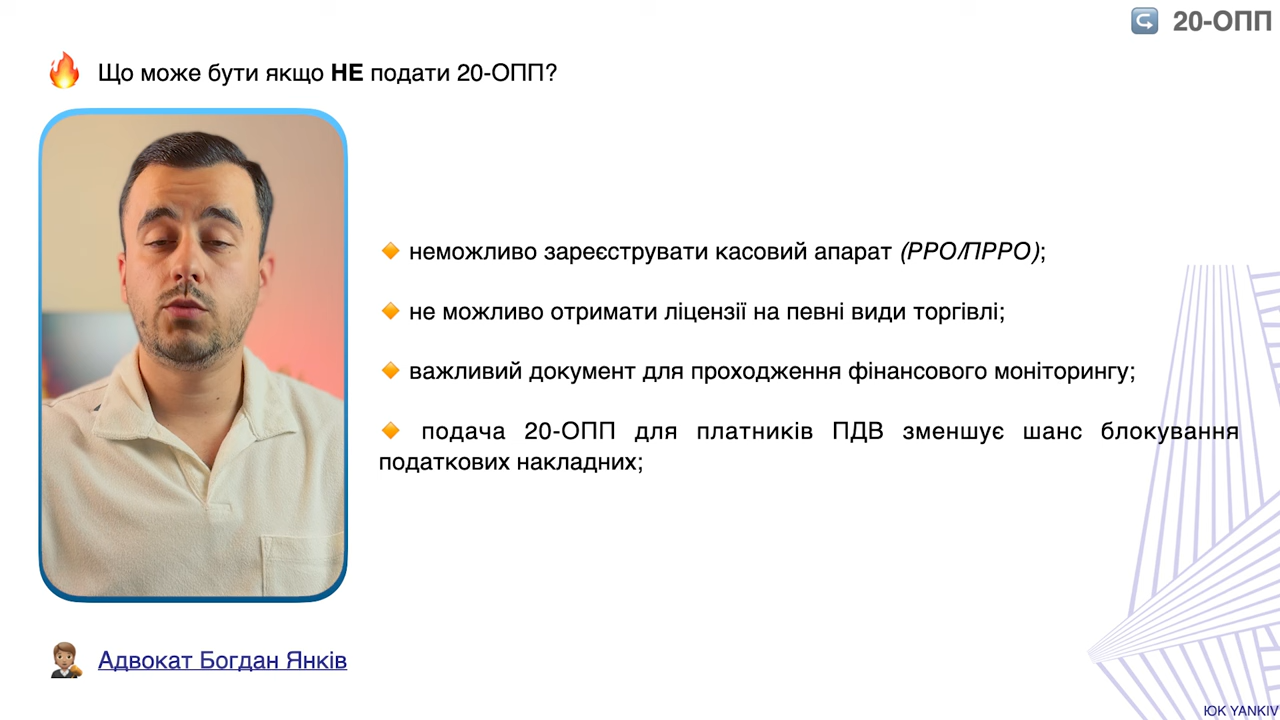 20-ОПП
Що може бути якщо НЕ подати 20-ОПП?
неможливо зареєструвати касовий апарат (РРО/ПРРО);
не можливо отримати ліцензії на певні види торгівлі;
важливий документ для проходження фінансового моніторингу;
подача 20-ОПП для платників ПДВ зменшує шанс блокування
податкових накладних;
Адвокат Богдан Янків
ЮК YANKIV